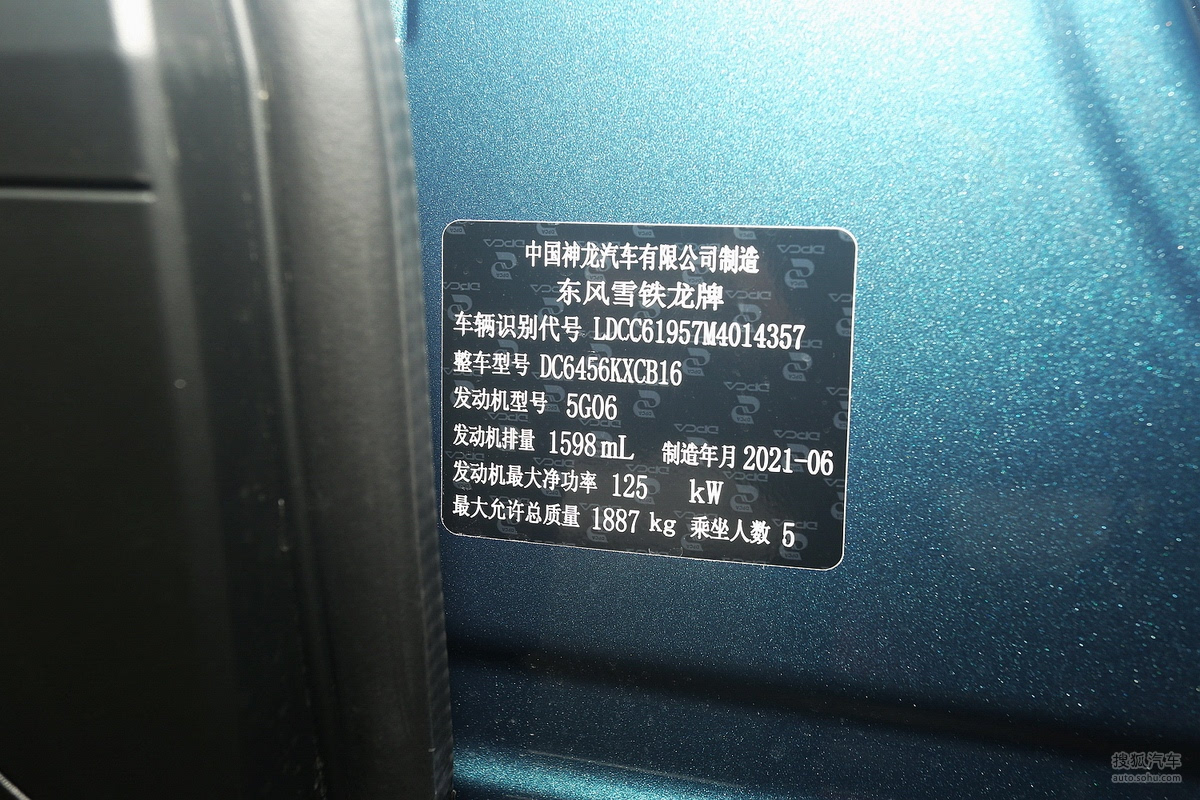 中国神龙汽车有限公司制造
东风雪铁龙牌
车辆识别代号 LDCC61957M4014357
整车型号 DC6456KXCB16
发动机型号 5G06
发动机排量 1598 mL 制造年月 2021-06
发动机最大净功率 125 kW
最大允许总质量 1887 kg 乘坐人数 5
搜狐汽车
auto.sohu.com